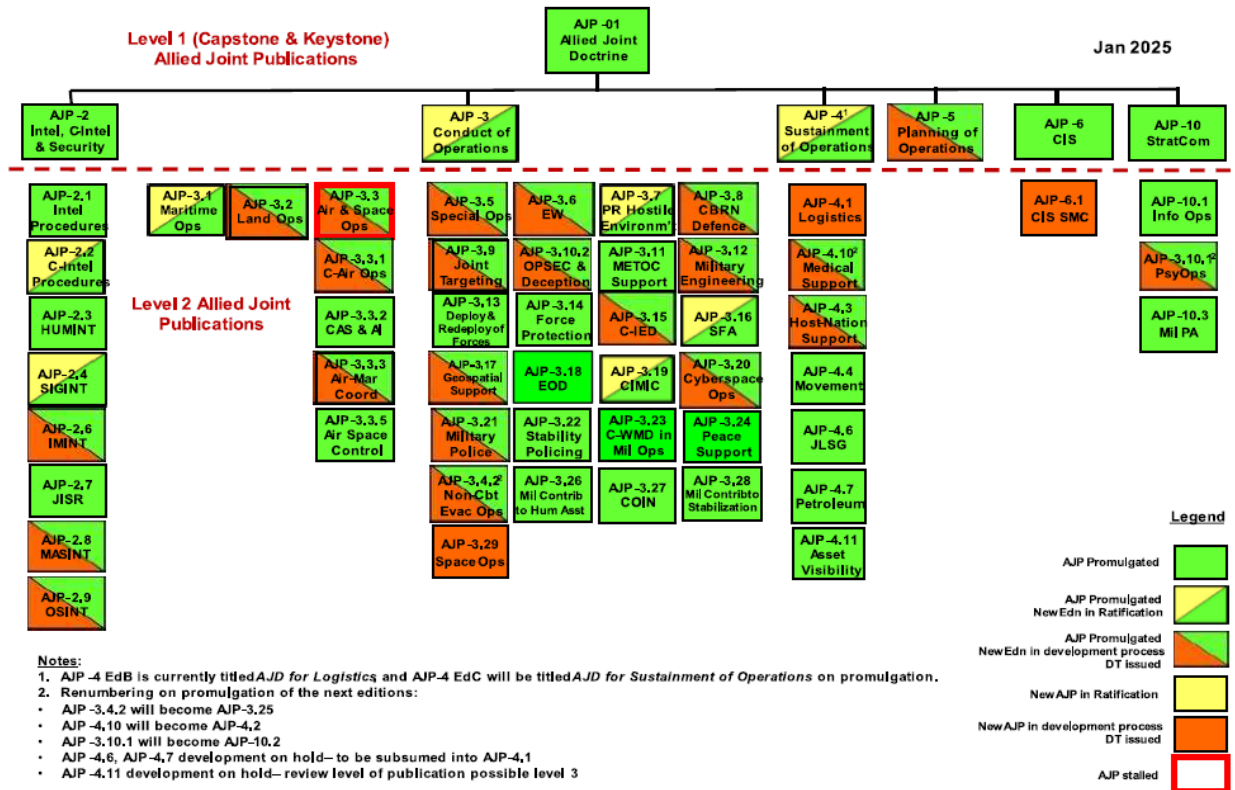 AJP -01
Allied Joint
Doctrine
Level 1 (Capstone & Keystone)
Allied Joint Publications
Jan 2025
AJP -2
Intel, C-Intel
& Security
AJP -3
Conduct of
Operations
AJP -4¹
Sustainment
of Operations
AJP -5
Planning of
Operations
AJP -6
CIS
AJP -10
StratCom
AJP-2.1
Intel
Procedures
AJP-2.2
C-Intel
Procedures
AJP-2.3
HUMINT
AJP-2.4
SIGINT
AJP-2.6
IMINT
AJP-2.7
JISR
AJP-2.8
MASINT
AJP-2.9
OSINT
Level 2 Allied Joint
Publications
AJP-3.1
Maritime
Ops
AJP-3.2
Land Ops
AJP-3.3
Air & Space
Ops
AJP-3.3.1
C-Air Ops
AJP-3.3.2
CAS & AI
AJP-3.3.3
Air-Mar
Coord
AJP-3.3.5
Air Space
Control
AJP-3.5
Special Ops
AJP-3.9
Joint
Targeting
AJP-3.13
Deploy &
Redeploy of
Forces
AJP-3.17
Geospatial
Support
AJP-3.21
Military
Police
AJP-3.4.2²
Non-Cbt
Evac Ops
AJP-3.29
Space Ops
AJP-3.6
EW
AJP-3.10.2
OPSEC &
Deception
AJP-3.14
Force
Protection
AJP-3.18
EOD
AJP-3.22
Stability
Policing
AJP-3.26
Mil Contrib
to Hum Asst
AJP-3.7
PR Hostile
Environm't
AJP-3.11
METOC
Support
AJP-3.15
C-IED
AJP-3.19
CIMIC
AJP-3.23
C-WMD in
Mil Ops
AJP-3.27
COIN
AJP-3.8
CBRN
Defence
AJP-3.12
Military
Engineering
AJP-3.16
SFA
AJP-3.20
Cyberspace
Ops
AJP-3.24
Peace
Support
AJP-3.28
Mil Contribto
Stabilization
AJP-4.1
Logistics
AJP-4.10²
Medical
Support
AJP-4.3
Host-Nation
Support
AJP-4.4
Movement
AJP-4.6
JLSG
AJP-4.7
Petroleum
AJP-4.11
Asset
Visibility
AJP-6.1
CIS SMC
AJP-10.1
Info Ops
AJP-3.10.1²
PsyOps
AJP-10.3
Mil PA
Legend
AJP Promulgated
AJP Promulgated
New Edn in Ratification
AJP Promulgated
New Edn in development process
DT issued
New AJP in Ratification
New AJP in development process
DT issued
AJP stalled
Notes:
1. AJP -4 EdB is currently titled AJD for Logistics, and AJP-4 EdC will be titled AJD for Sustainment of Operations on promulgation.
2. Renumbering on promulgation of the next editions:
• AJP -3.4.2 will become AJP-3.25
• AJP -4.10 will become AJP-4.2
• AJP -3.10.1 will become AJP-10.2
• AJP -4.6, AJP-4.7 development on hold– to be subsumed into AJP-4.1
• AJP -4.11 development on hold– review level of publication possible level 3